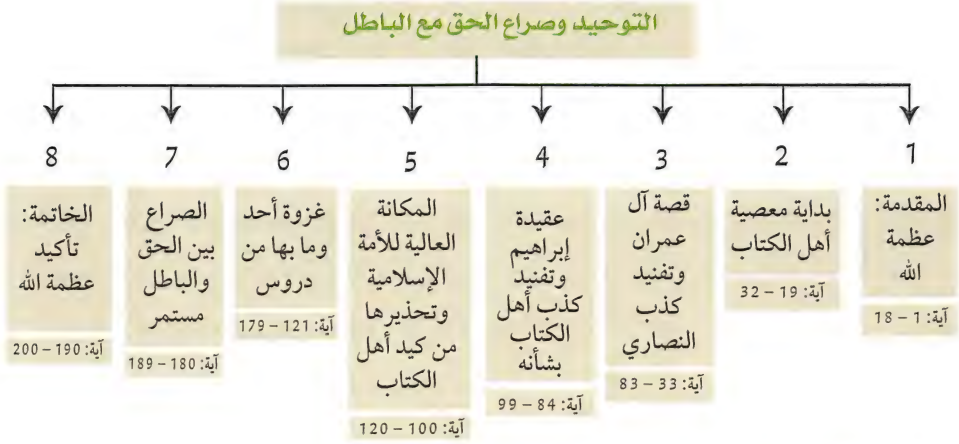 التوحيد وصراع الحق مع الباطل
1
المقدمة:
عظمة
الله
آية: 1 – 18
2
بداية معصية
أهل الكتاب
آية: 19 – 32
3
قصة آل
عمران
وتفنيد
كذب
النصاري
آية: 33 – 83
4
عقيدة
إبراهيم
وتفنيد
كذب أهل
الكتاب
بشأنه
آية: 84 – 99
5
المكانة
العالية للأمة
الإسلامية
وتحذيرها
من كيد أهل
الكتاب
آية: 100 – 120
6
غزوة أحد
وما بها من
دروس
آية: 121 – 179
7
الصراع
بين الحق
والباطل
مستمر
آية: 180 – 189
8
الخاتمة:
تأكيد
عظمة الله
آية: 190 – 200